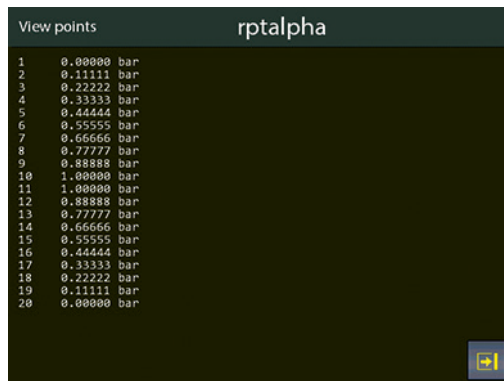 View points
rptalpha
1 0.00000 bar
2 0.11111 bar
3 0.22222 bar
4 0.33333 bar
5 0.44444 bar
6 0.55555 bar
7 0.66666 bar
8 0.77777 bar
9 0.88888 bar
10 1.00000 bar
11 1.00000 bar
12 0.88888 bar
13 0.77777 bar
14 0.66666 bar
15 0.55555 bar
16 0.44444 bar
17 0.33333 bar
18 0.22222 bar
19 0.11111 bar
20 0.00000 bar